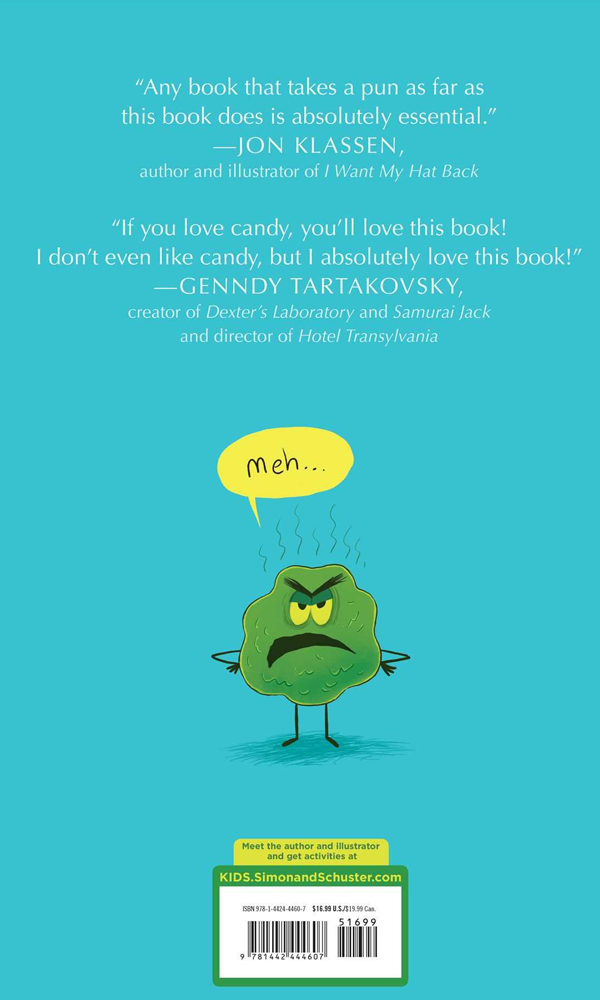 “Any book that takes a pun as far as
this book does is absolutely essential.”
—JON KLASSEN,
author and illustrator of I Want My Hat Back
“If you love candy, you’ll love this book!
I don’t even like candy, but I absolutely love this book!”
—GENNDY TARTAKOVSKY,
creator of Dexter’s Laboratory and Samurai Jack
and director of Hotel Transylvania
meh...
Meet the author and illustrator
and get activities at
KIDS.SimonandSchuster.com
ISBN 978-1-4424-4460-7 $16.99 U.S./$19.99 Can.
51699
9 781442 444607